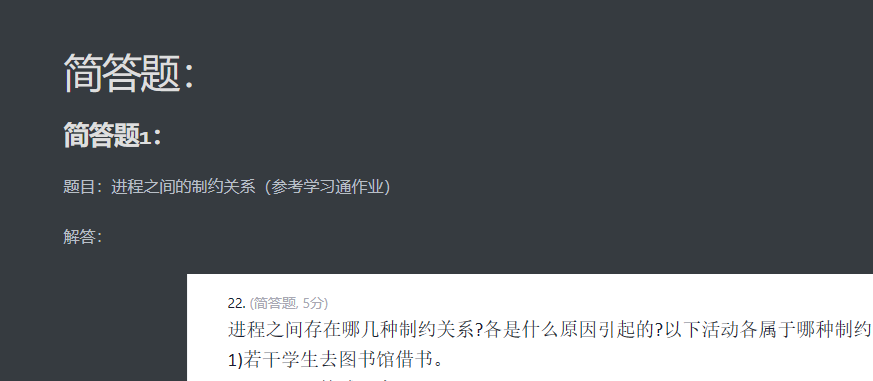 简答题：
简答题1：
题目：进程之间的制约关系（参考学习通作业）
解答：
22. (简答题, 5分)
进程之间存在哪几种制约关系?各是什么原因引起的?以下活动各属于哪种制约
1)若干学生去图书馆借书。